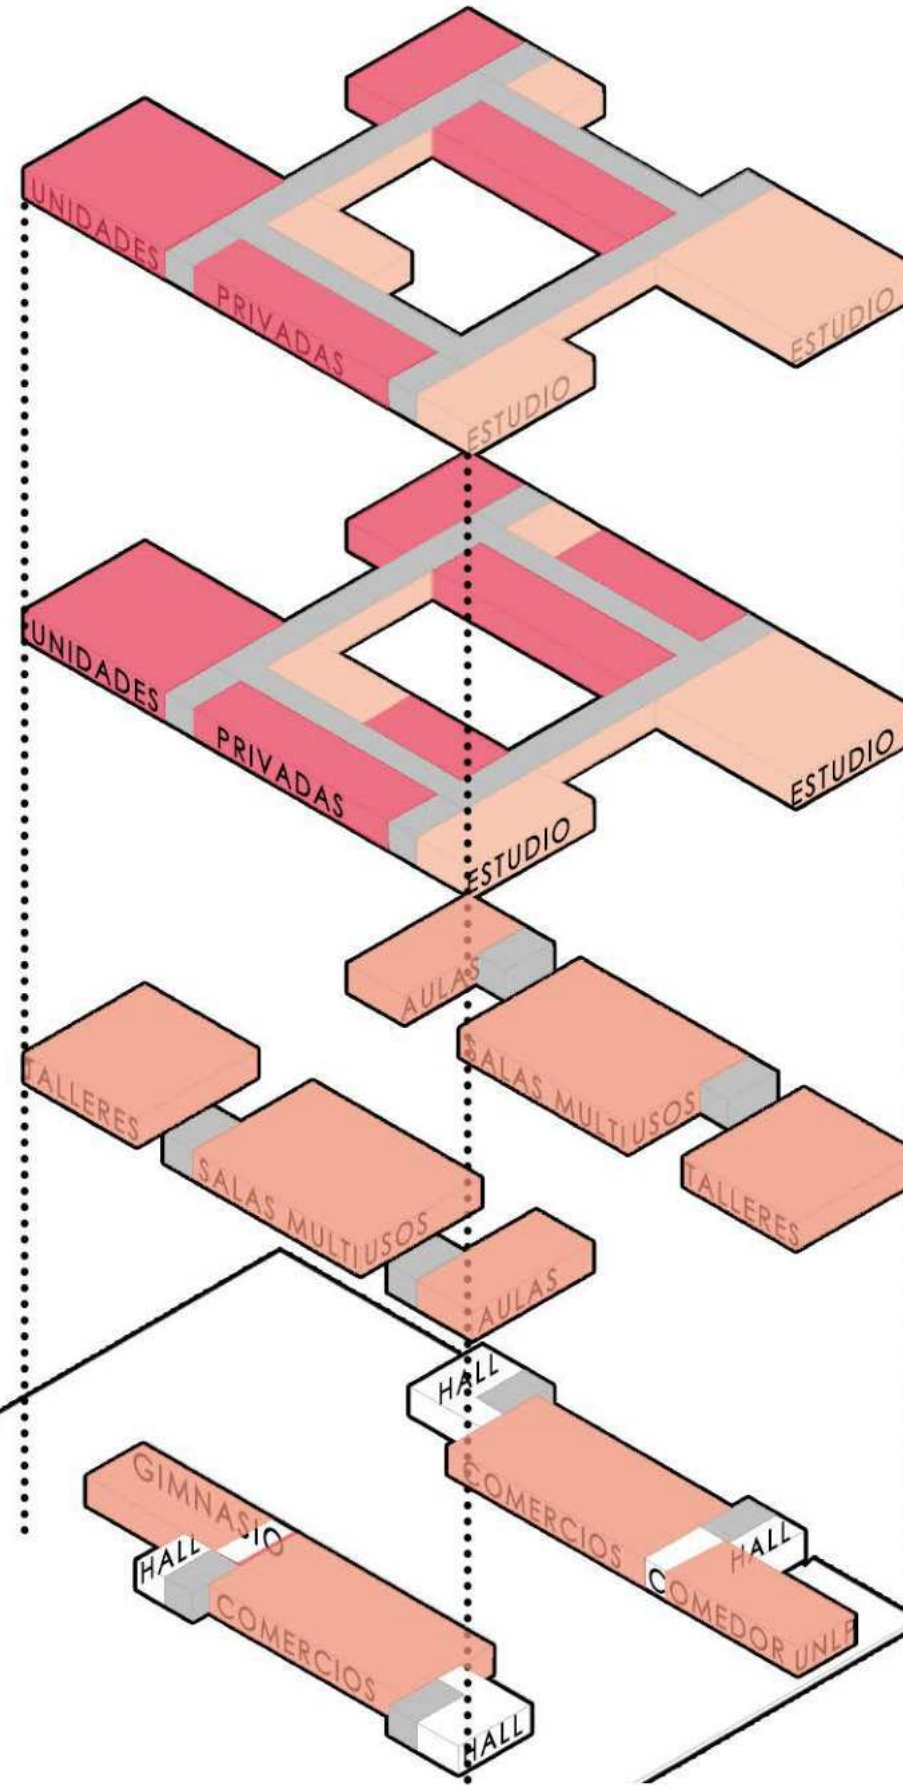 UNIDADES
PRIVADAS
ESTUDIO
ESTUDIO
UNIDADES
PRIVADAS
ESTUDIO
ESTUDIO
AULAS
SALAS MULTIUSOS
TALLERES
TALLERES
SALAS MULTIUSOS
AULAS
HALL
COMERCIOS
HALL
COMEDOR UNLP
GIMNASIO
HALL
COMERCIOS
HALL